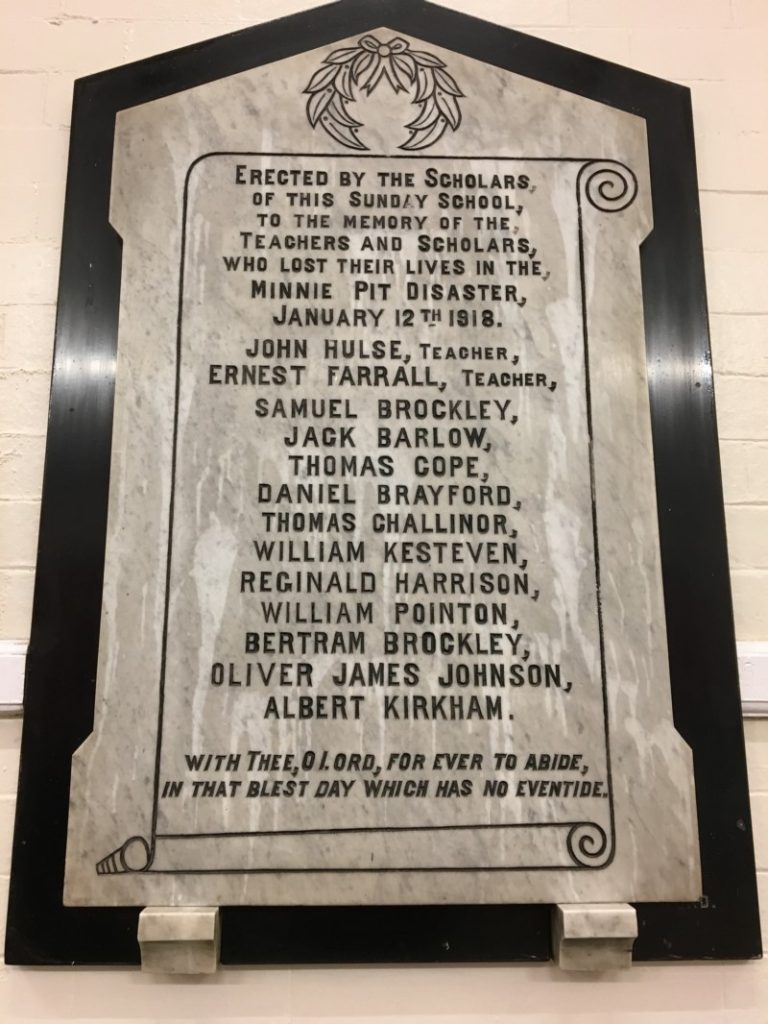 ERECTED BY THE SCHOLARS,
OF THIS SUNDAY SCHOOL,
TO THE MEMORY OF THE,
TEACHERS AND SCHOLARS,
WHO LOST THEIR LIVES IN THE,
MINNIE PIT DISASTER,
JANUARY 12TH 1918.
JOHN HULSE, TEACHER,
ERNEST FARRALL, TEACHER,
SAMUEL BROCKLEY,
JACK BARLOW,
THOMAS COPE,
DANIEL BRAYFORD,
THOMAS CHALLINOR,
WILLIAM KESTEVEN,
REGINALD HARRISON,
WILLIAM POINTON,
BERTRAM BROCKLEY,
OLIVER JAMES JOHNSON,
ALBERT KIRKHAM.
WITH THEE, O LORD, FOR EVER TO ABIDE,
IN THAT BLEST DAY WHICH HAS NO EVENTIDE.